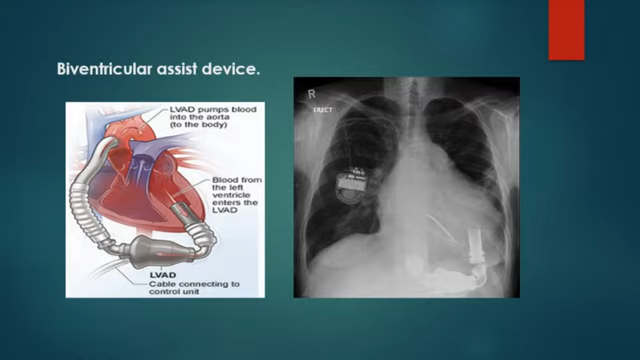 Biventricular assist device.
LVAD pumps blood
into the aorta
(to the body)
Blood from
the left
ventricle
enters the
LVAD
LVAD
Cable connecting to
control unit
R
ERECT